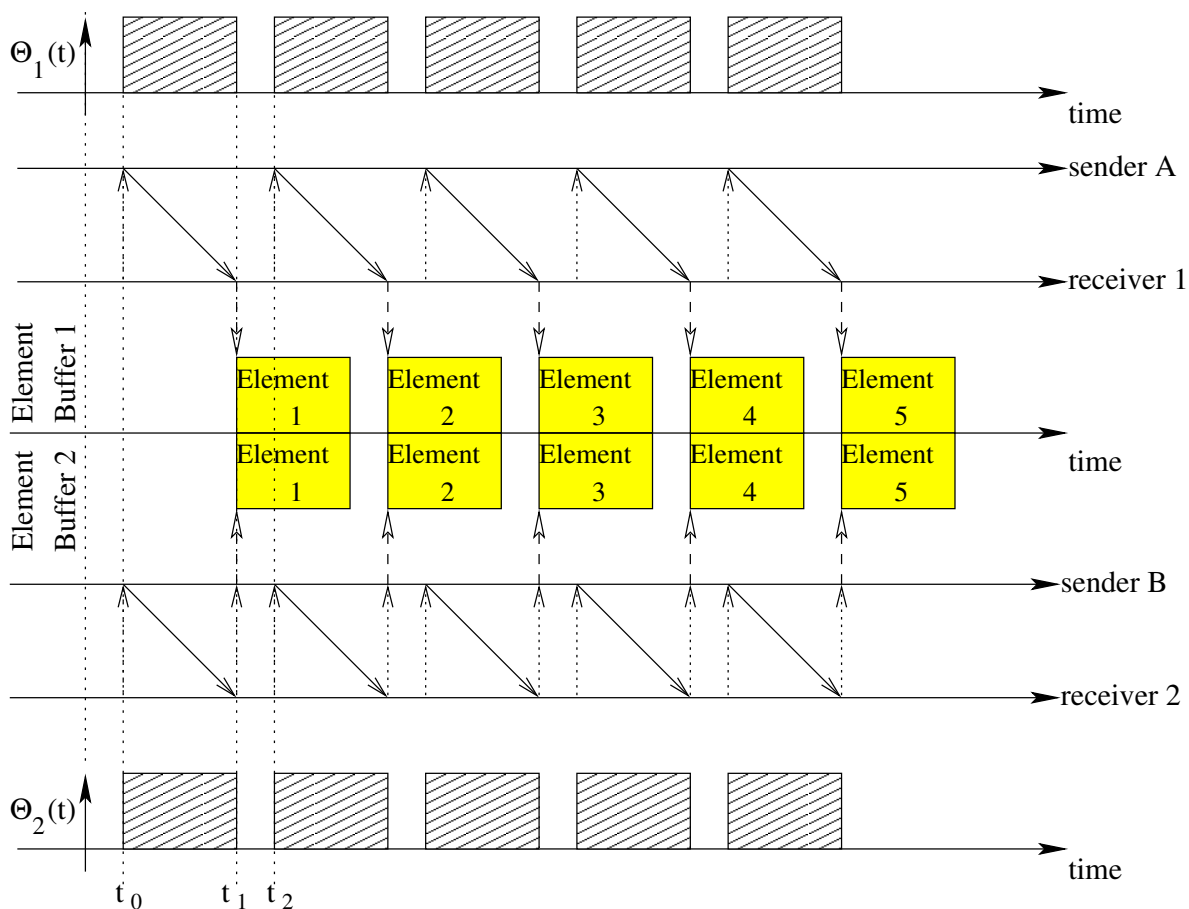 Θ1(t)
time
sender A
receiver 1
Element
Buffer 1
Element Element Element Element Element
1 2 3 4 5
time
Element
Buffer 2
Element Element Element Element Element
1 2 3 4 5
sender B
receiver 2
Θ2(t)
time
t0 t1 t2